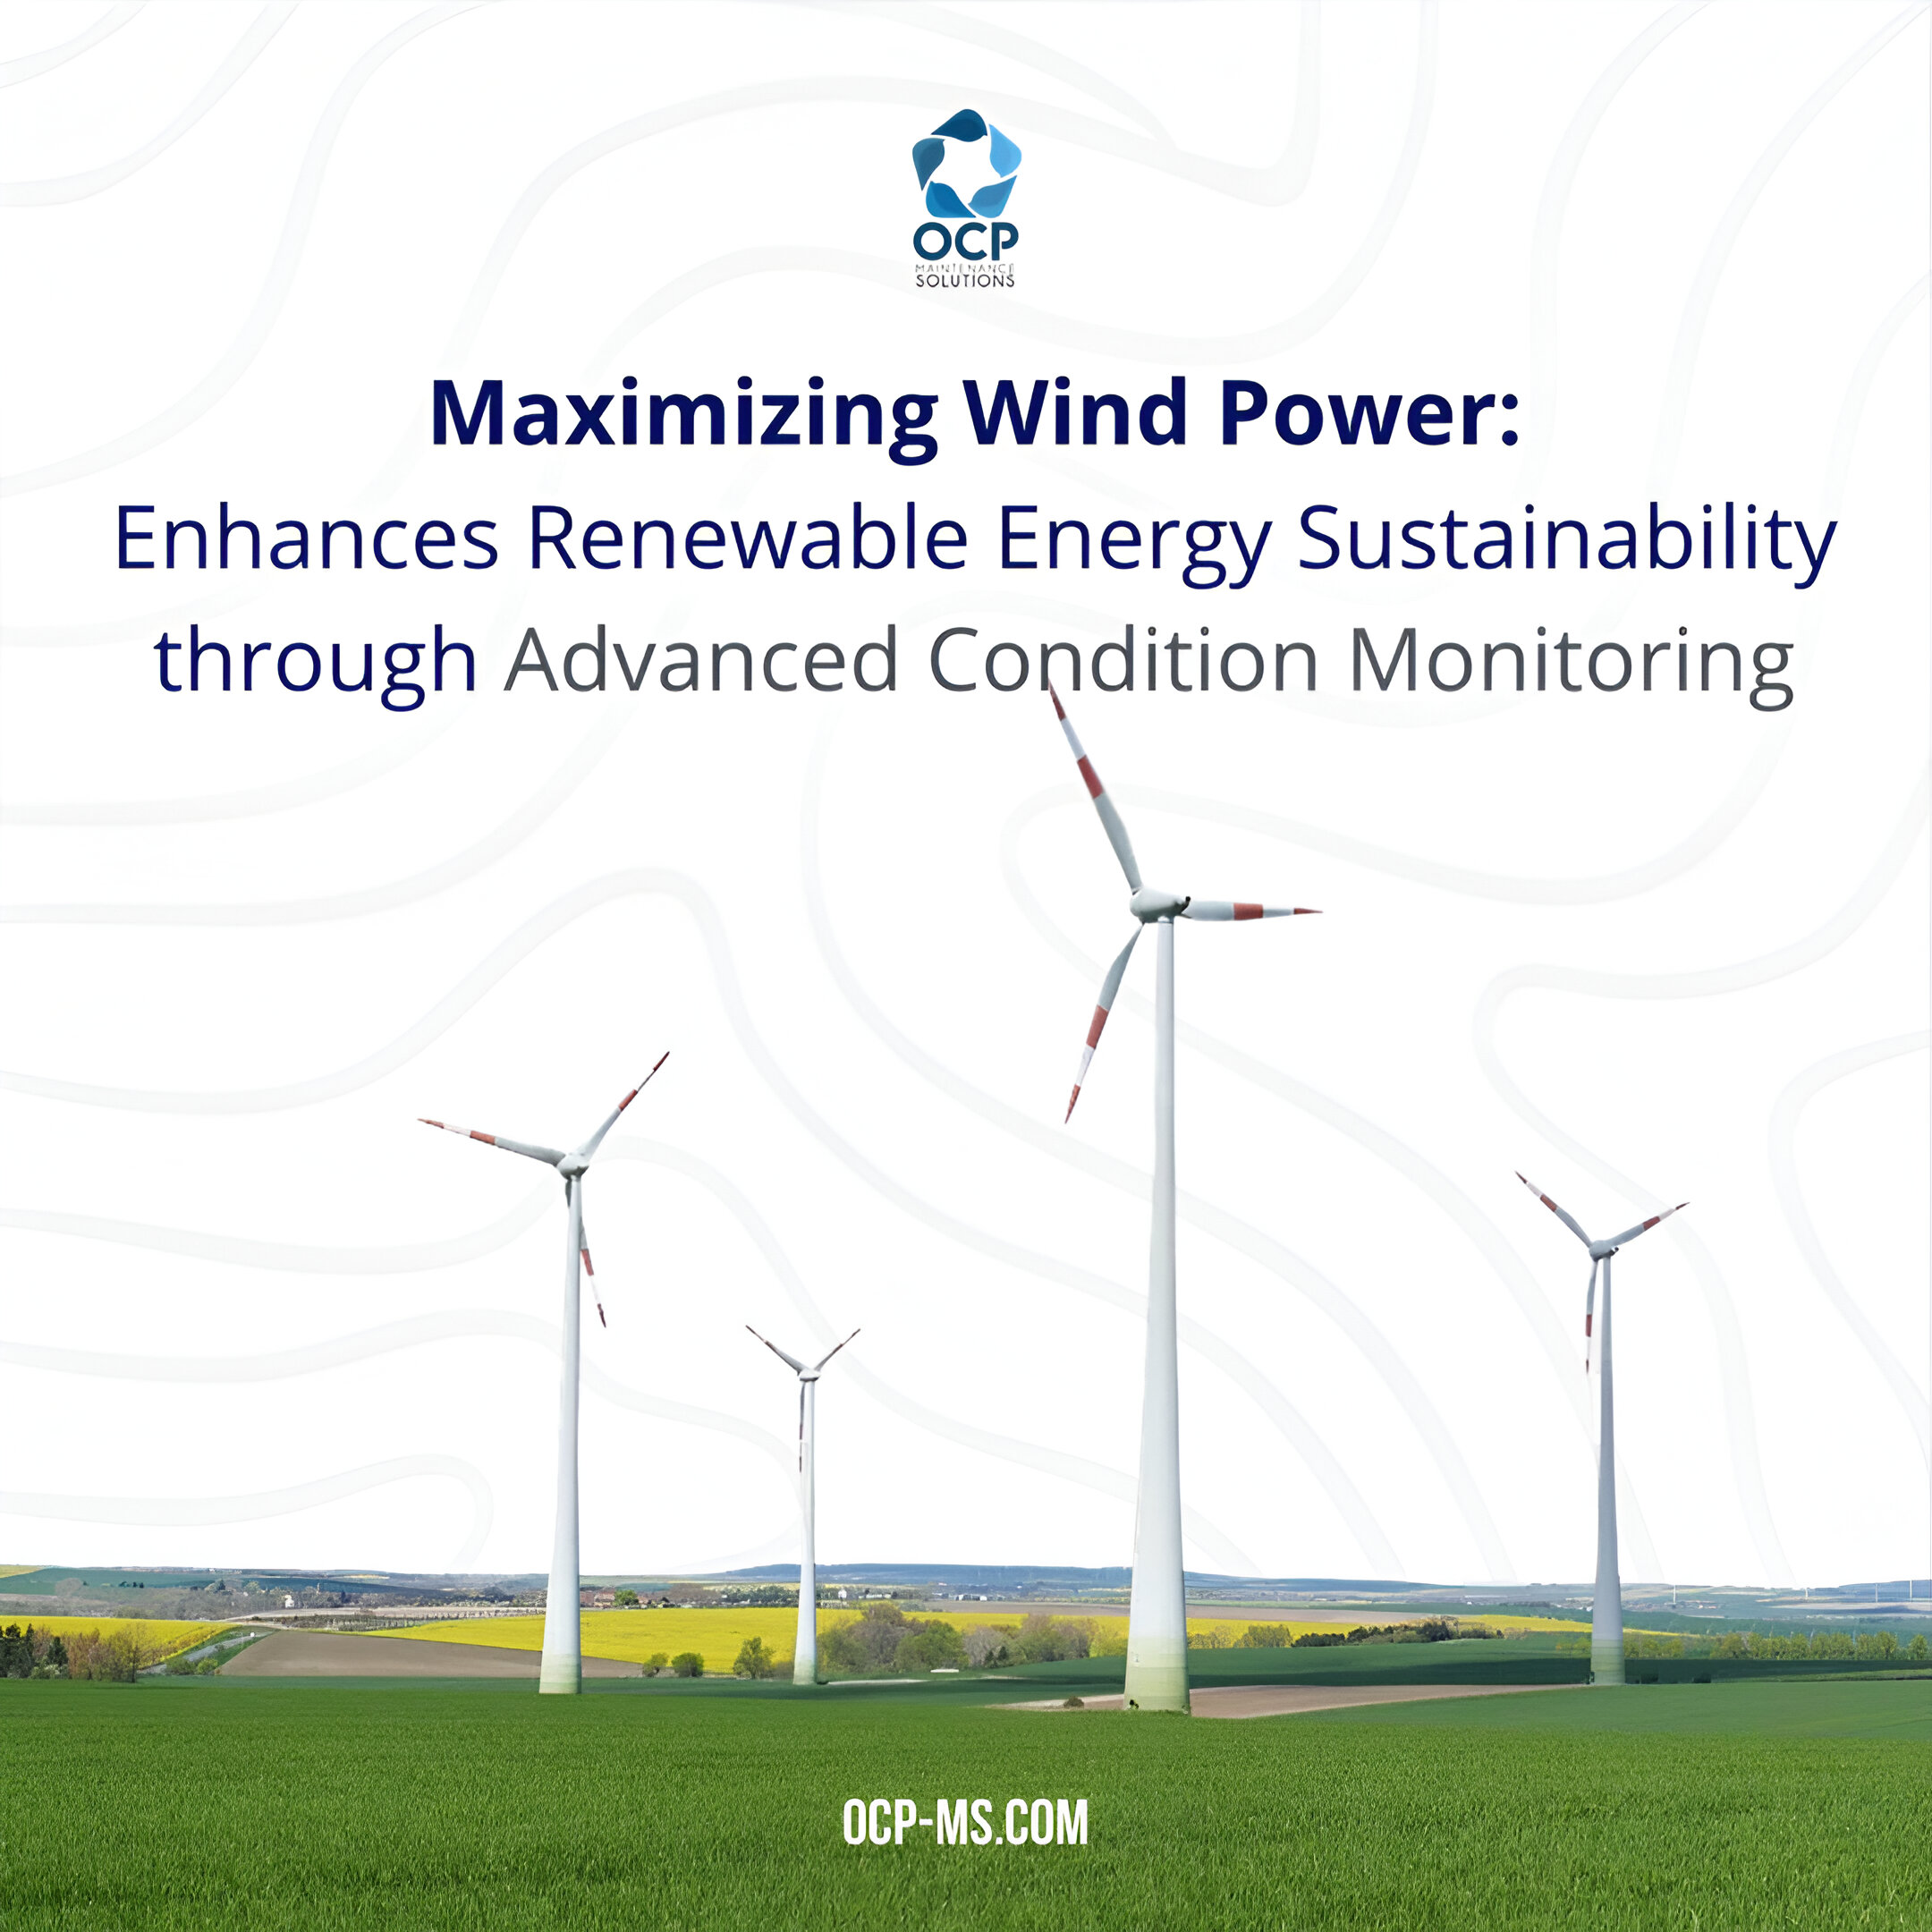 OCP
MAINTENANCE
SOLUTIONS
Maximizing Wind Power:
Enhances Renewable Energy Sustainability
through Advanced Condition Monitoring
OCP-MS.COM